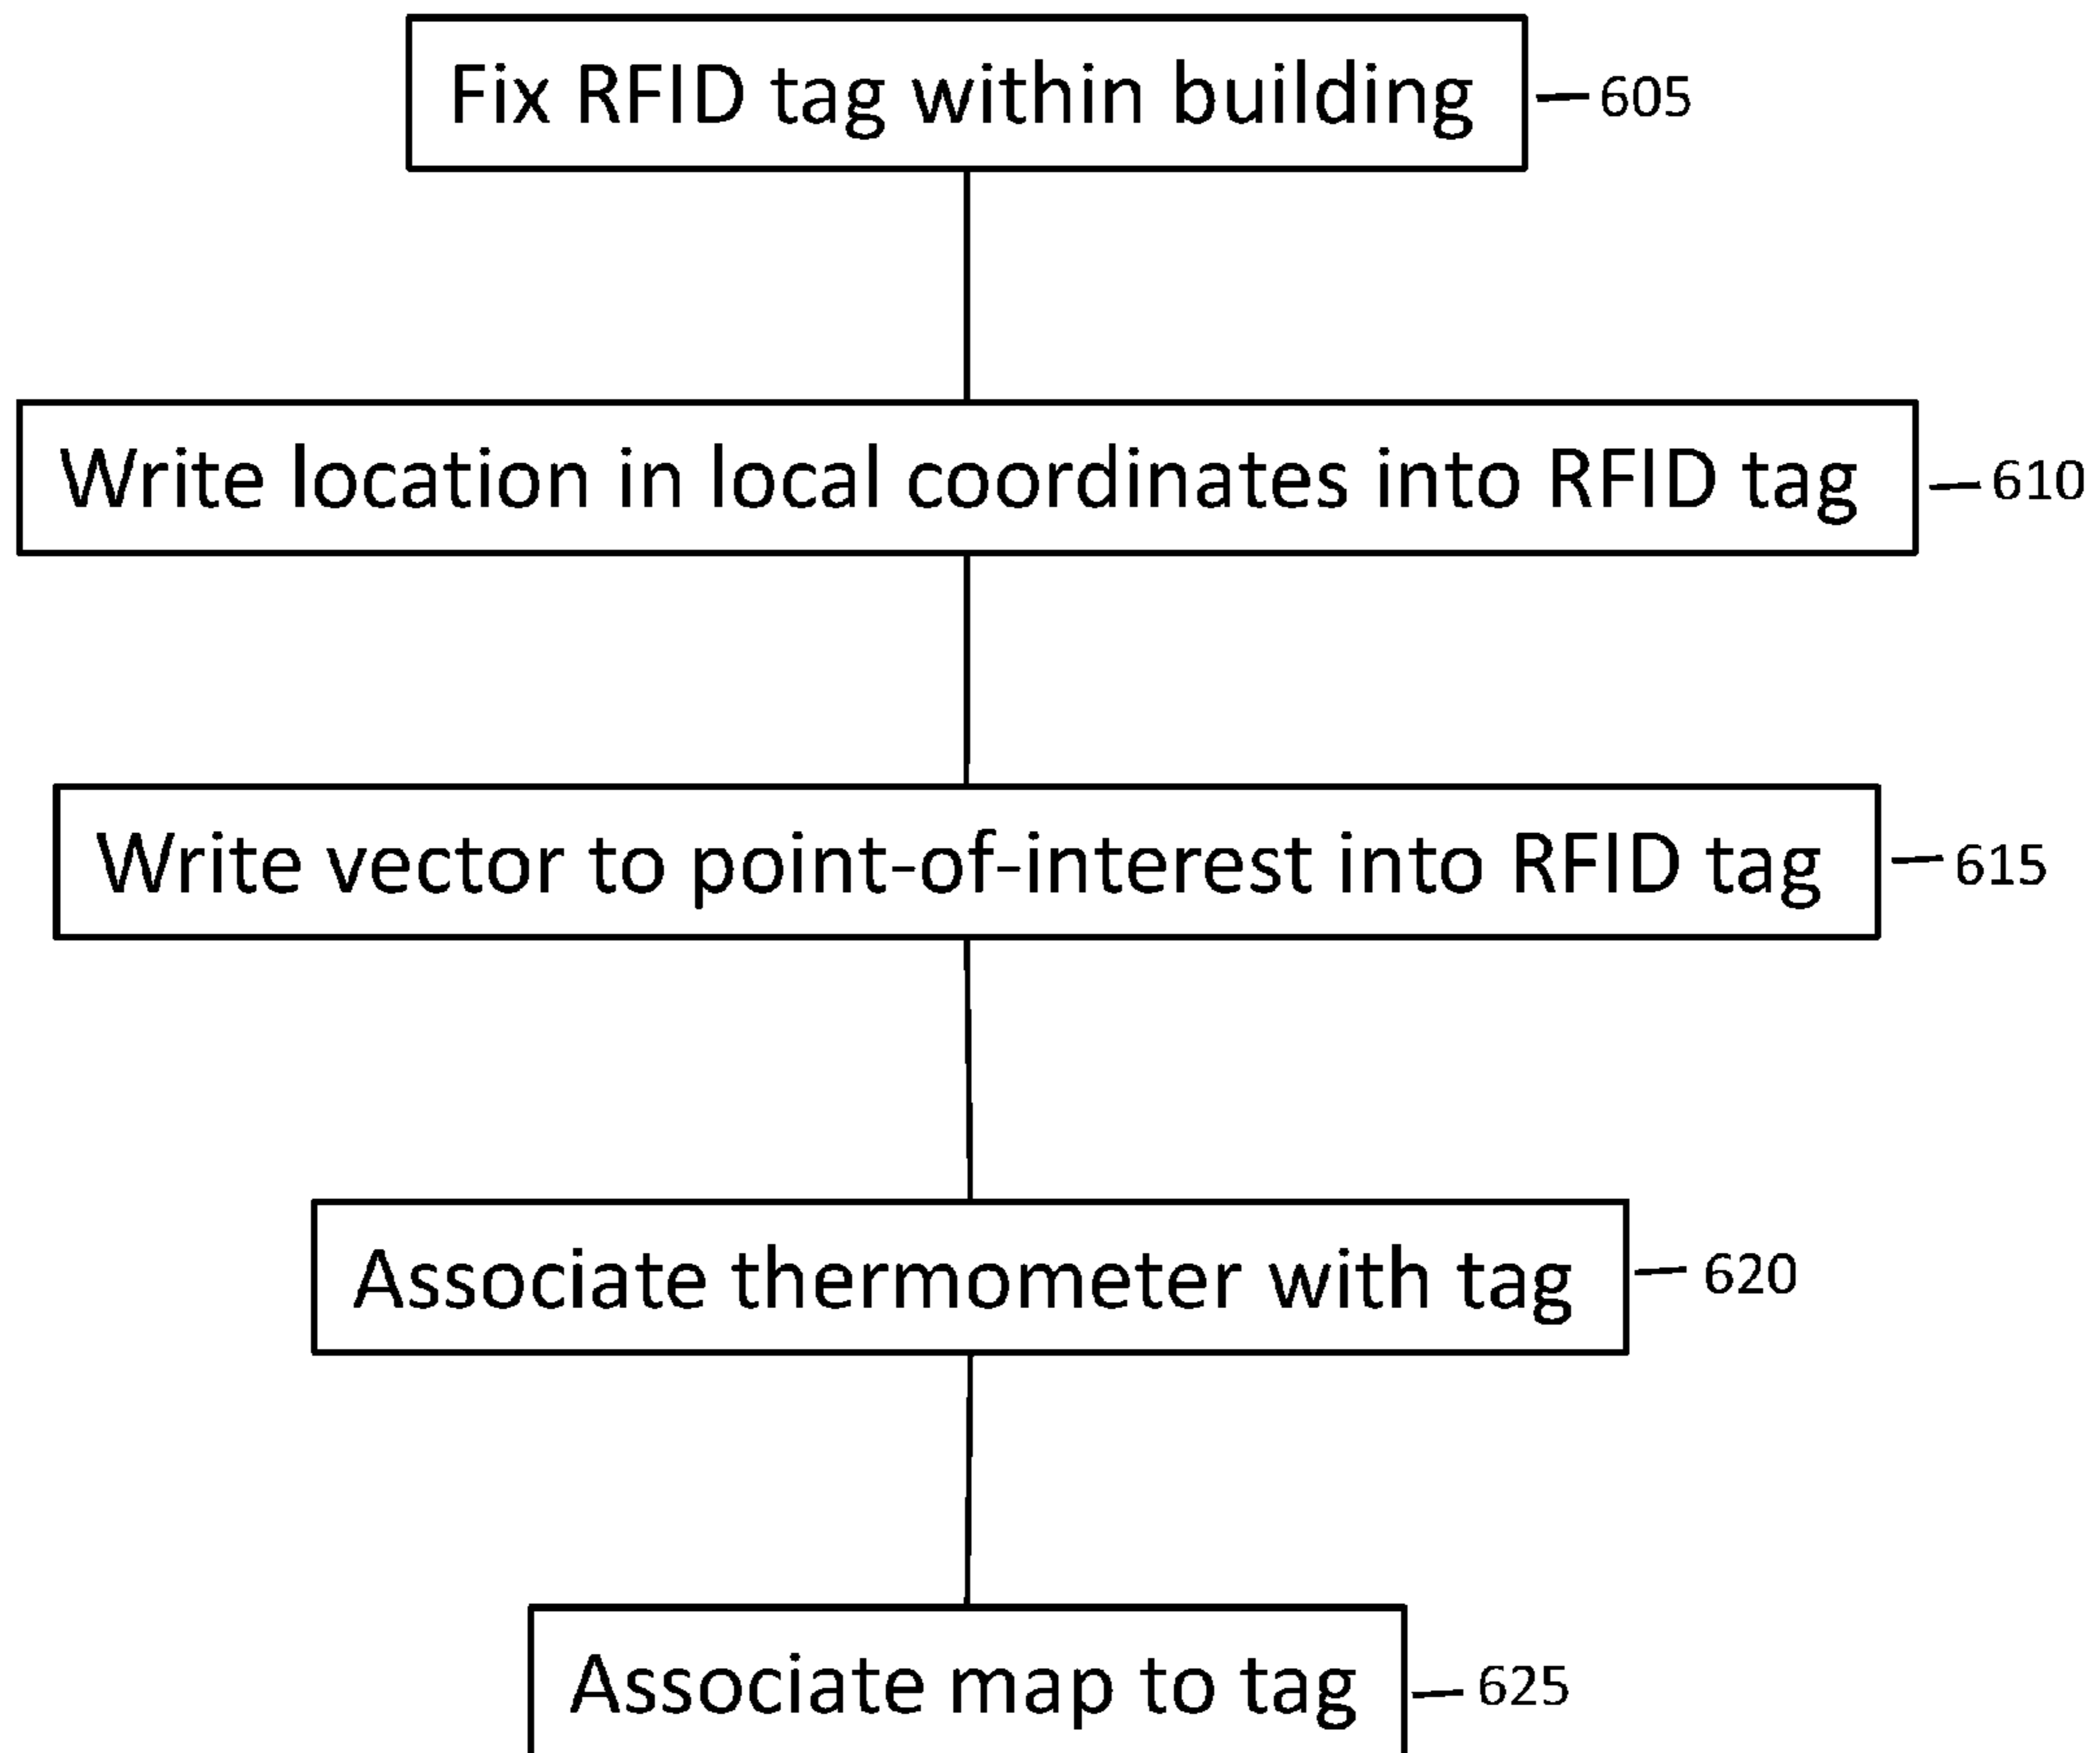 Fix RFID tag within building 605
Write location in local coordinates into RFID tag 610
Write vector to point-of-interest into RFID tag 615
Associate thermometer with tag 620
Associate map to tag 625